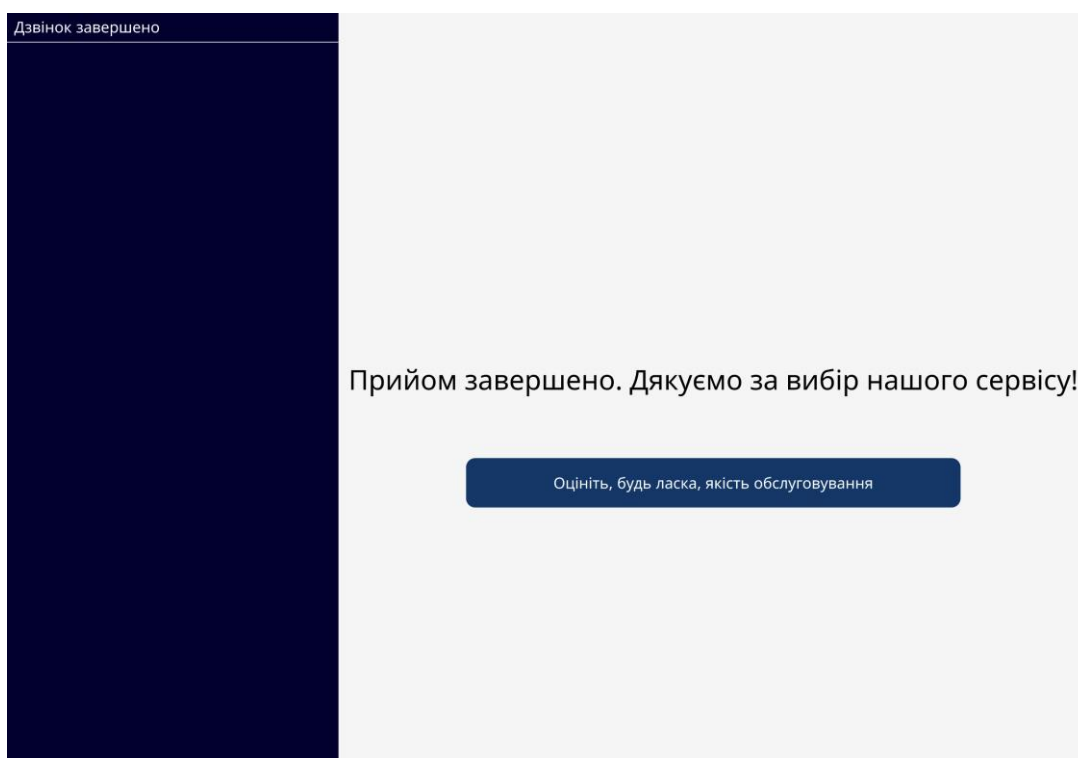 Дзвінок завершено
Прийом завершено. Дякуємо за вибір нашого сервісу!
Оцініть, будь ласка, якість обслуговування